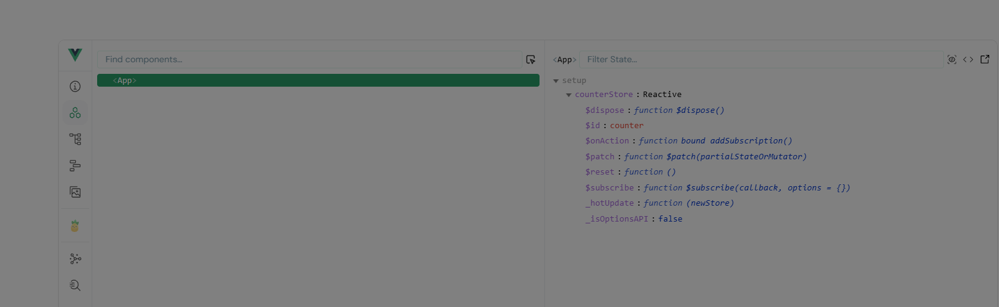 Find components...
<App>
<App> Filter State...
setup
counterStore : Reactive
$dispose : function $dispose()
$id : counter
$onAction : function bound addSubscription()
$patch : function $patch(partialStateOrMutator)
$reset : function ()
$subscribe : function $subscribe(callback, options = {})
_hotUpdate : function (newStore)
_isOptionsAPI : false